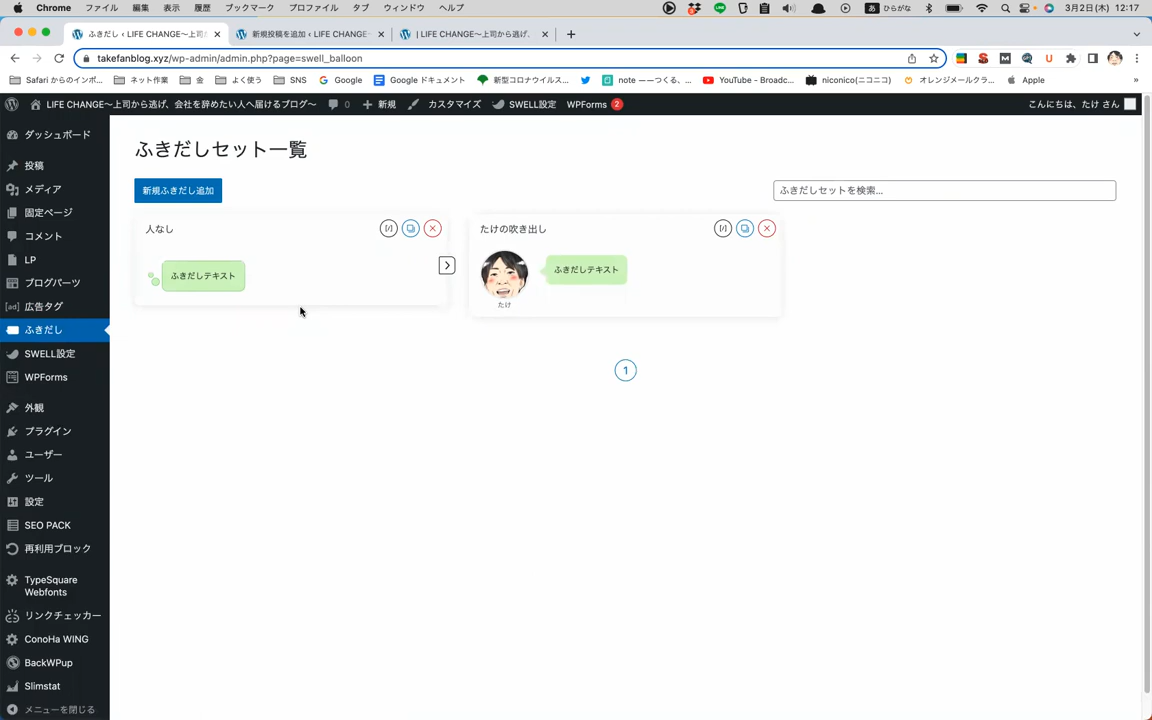 Chrome ファイル 編集 表示 履歴 ブックマーク プロファイル タブ ウィンドウ ヘルプ あ ひらがな 3月2日(木) 12:17
ふきだし ‹ LIFE CHANGE〜上司か 新規投稿を追加 ‹ LIFE CHANGE〜 | LIFE CHANGE〜上司から逃げ、
takefanblog.xyz/wp-admin/admin.php?page=swell_balloon
Safari からのインポ... ネット作業 金 よく使う SNS Google Google ドキュメント 新型コロナウイルス... note ーーつくる、... YouTube - Broadc... niconico(ニコニコ) オレンジメールクラ... Apple »
LIFE CHANGE〜上司から逃げ、会社を辞めたい人へ届けるブログ〜 0 新規 カスタマイズ SWELL設定 WPForms 2 こんにちは、たけ さん
ダッシュボード
投稿
メディア
固定ページ
コメント
LP
ブログパーツ
[ad] 広告タグ
ふきだし
SWELL設定
WPForms
外観
プラグイン
ユーザー
ツール
設定
SEO PACK
再利用ブロック
TypeSquare
Webfonts
リンクチェッカー
ConoHa WING
BackWPup
Slimstat
メニューを閉じる
ふきだしセット一覧
新規ふきだし追加 ふきだしセットを検索...
人なし [/]
ふきだしテキスト
たけの吹き出し [/]
ふきだしテキスト
たけ
1